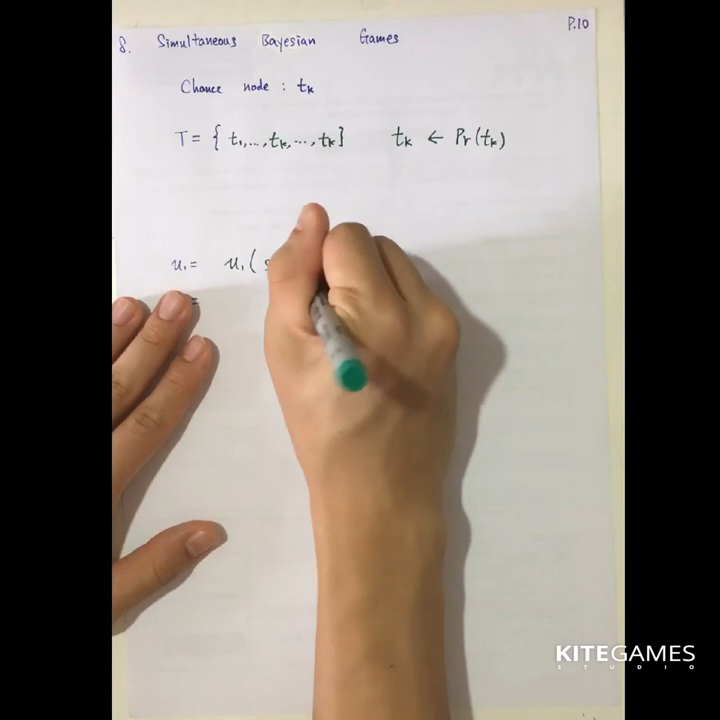 P.10
8. Simultaneous Bayesian Games
Chance node : tk
T = { t1,...,tk,...,tk} tk ← Pr(tk)
u1 = u1( s
=
KITEGAMES
STUDIO